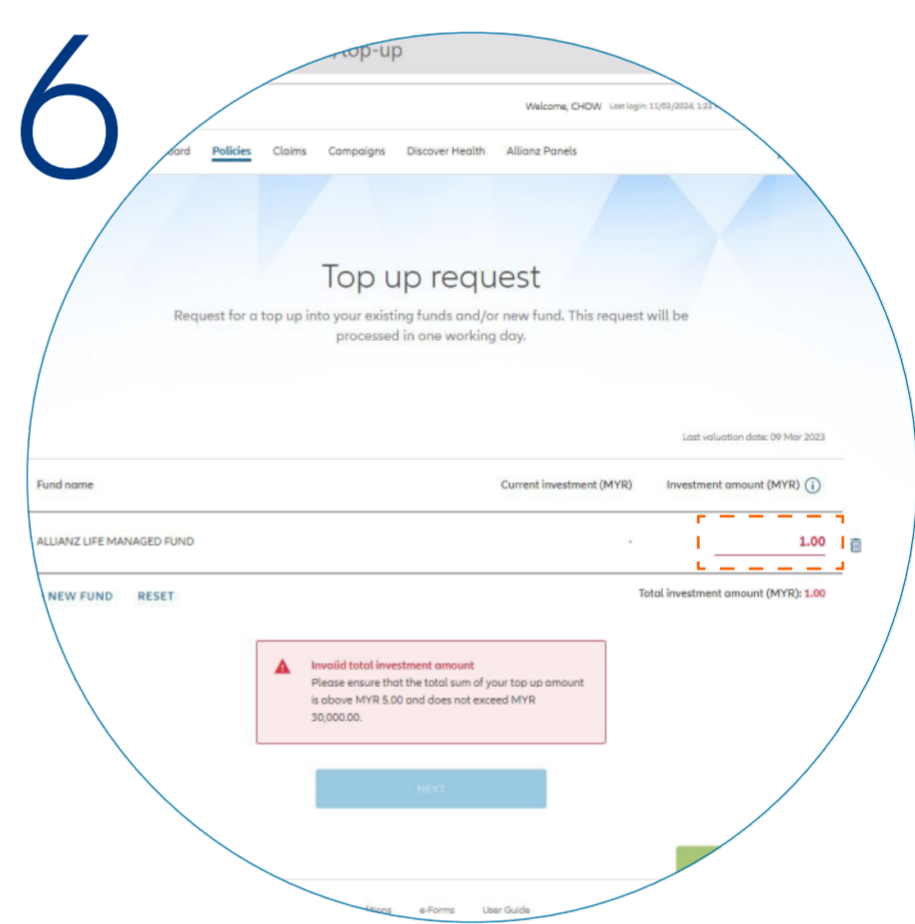 6
top-up
Welcome, CHOW Last login: 11/03/2024,
Policies Claims Campaigns Discover Health Allianz Panels
Top up request
Request for a top up into your existing funds and/or new fund. This request will be
processed in one working day.
Last valuation date: 09 Mar 2023
Fund name Current investment (MYR) Investment amount (MYR) i
ALLIANZ LIFE MANAGED FUND - 1.00
NEW FUND RESET Total investment amount (MYR): 1.00
Invalid total investment amount
Please ensure that the total sum of your top up amount
is above MYR 5.00 and does not exceed MYR
30,000.00.
NEXT
e-Forms User Guide